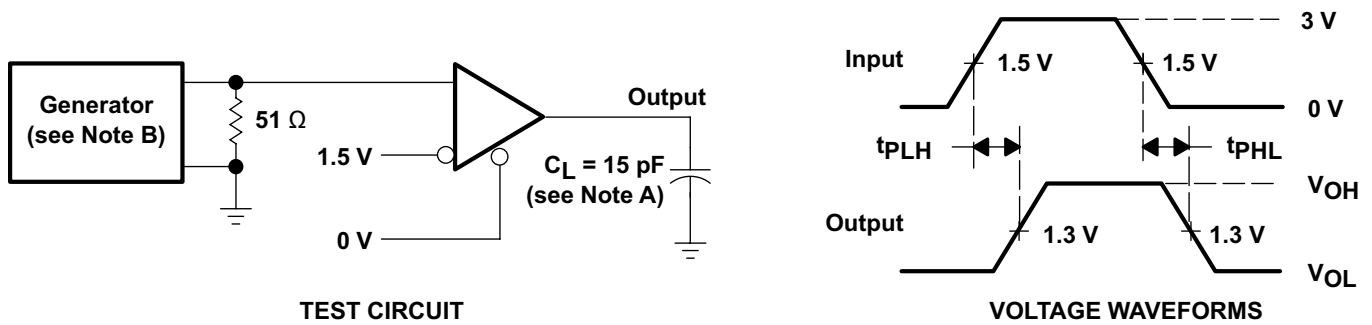 Generator
(see Note B)
51 Ω
1.5 V
0 V
Output
CL = 15 pF
(see Note A)
TEST CIRCUIT
3 V
Input
1.5 V
1.5 V
0 V
tPLH
tPHL
VOH
Output
1.3 V
1.3 V
VOL
VOLTAGE WAVEFORMS